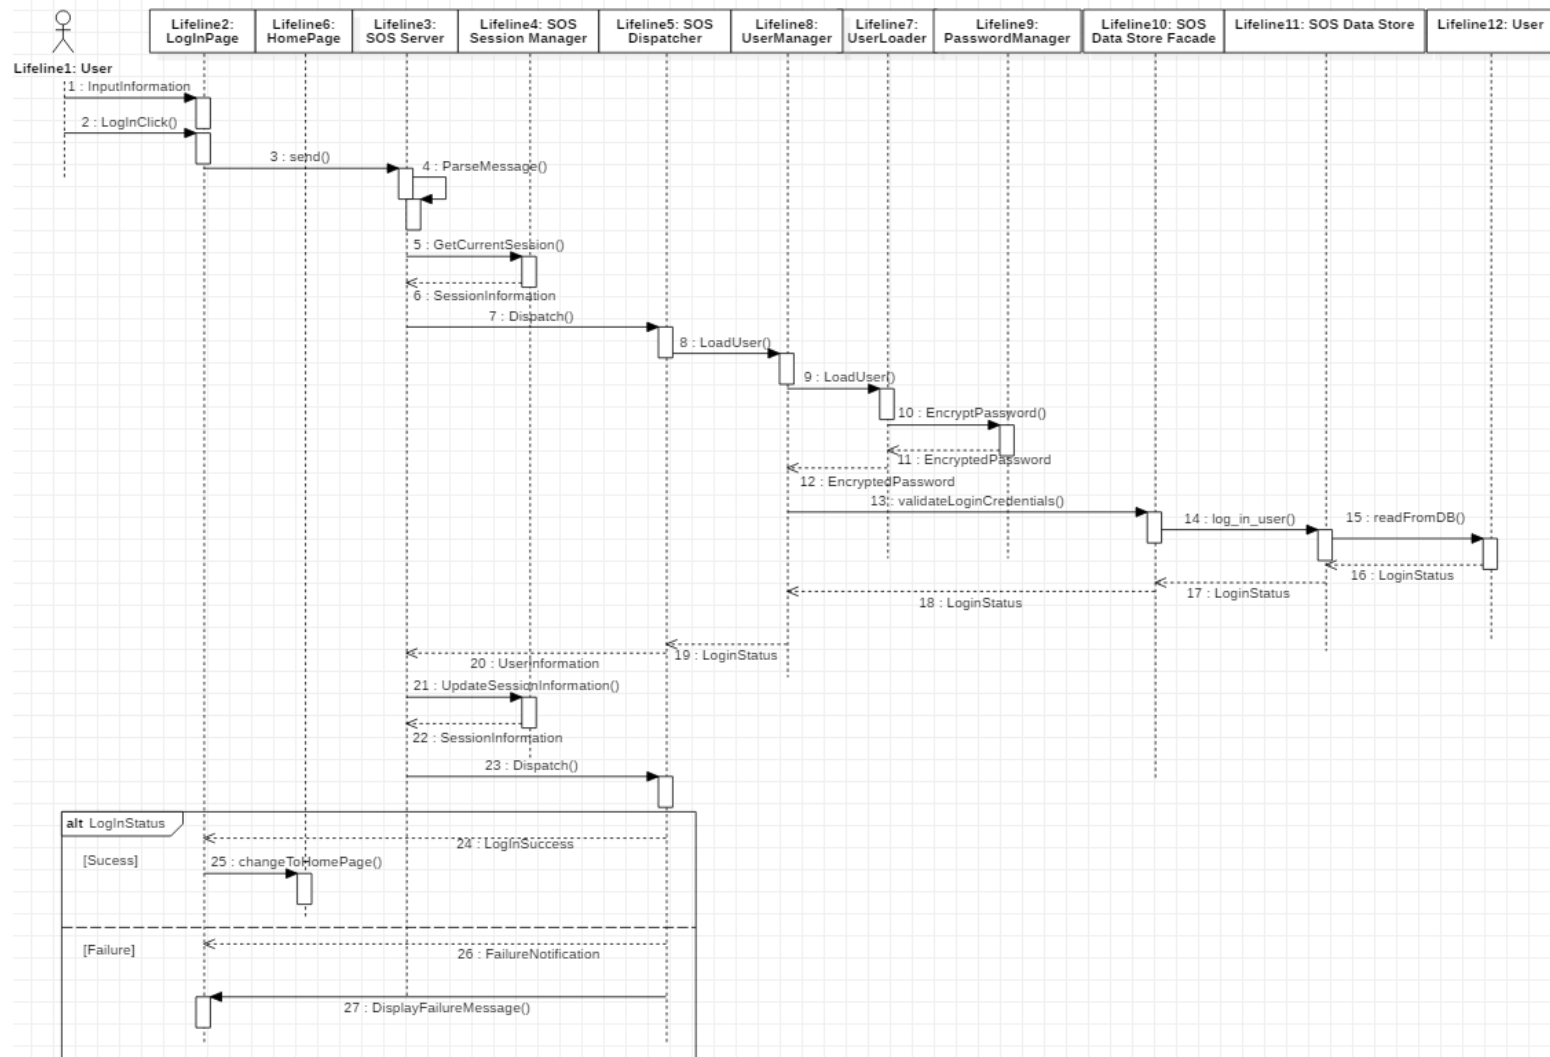 Lifeline2:
LogInPage
Lifeline6:
HomePage
Lifeline3:
SOS Server
Lifeline4: SOS
Session Manager
Lifeline5: SOS
Dispatcher
Lifeline8:
UserManager
Lifeline7:
UserLoader
Lifeline9:
PasswordManager
Lifeline10: SOS
Data Store Facade
Lifeline11: SOS Data Store
Lifeline12: User
Lifeline1: User
1 : InputInformation
2 : LogInClick()
3 : send()
4 : ParseMessage()
5 : GetCurrentSession()
6 : SessionInformation
7 : Dispatch()
8 : LoadUser()
9 : LoadUser()
10 : EncryptPassword()
11 : EncryptedPassword
12 : EncryptedPassword
13 : validateLoginCredentials()
14 : log_in_user()
15 : readFromDB()
16 : LoginStatus
17 : LoginStatus
18 : LoginStatus
19 : LoginStatus
20 : UserInformation
21 : UpdateSessionInformation()
22 : SessionInformation
23 : Dispatch()
alt LogInStatus
24 : LogInSuccess
[Sucess]
25 : changeToHomePage()
[Failure]
26 : FailureNotification
27 : DisplayFailureMessage()